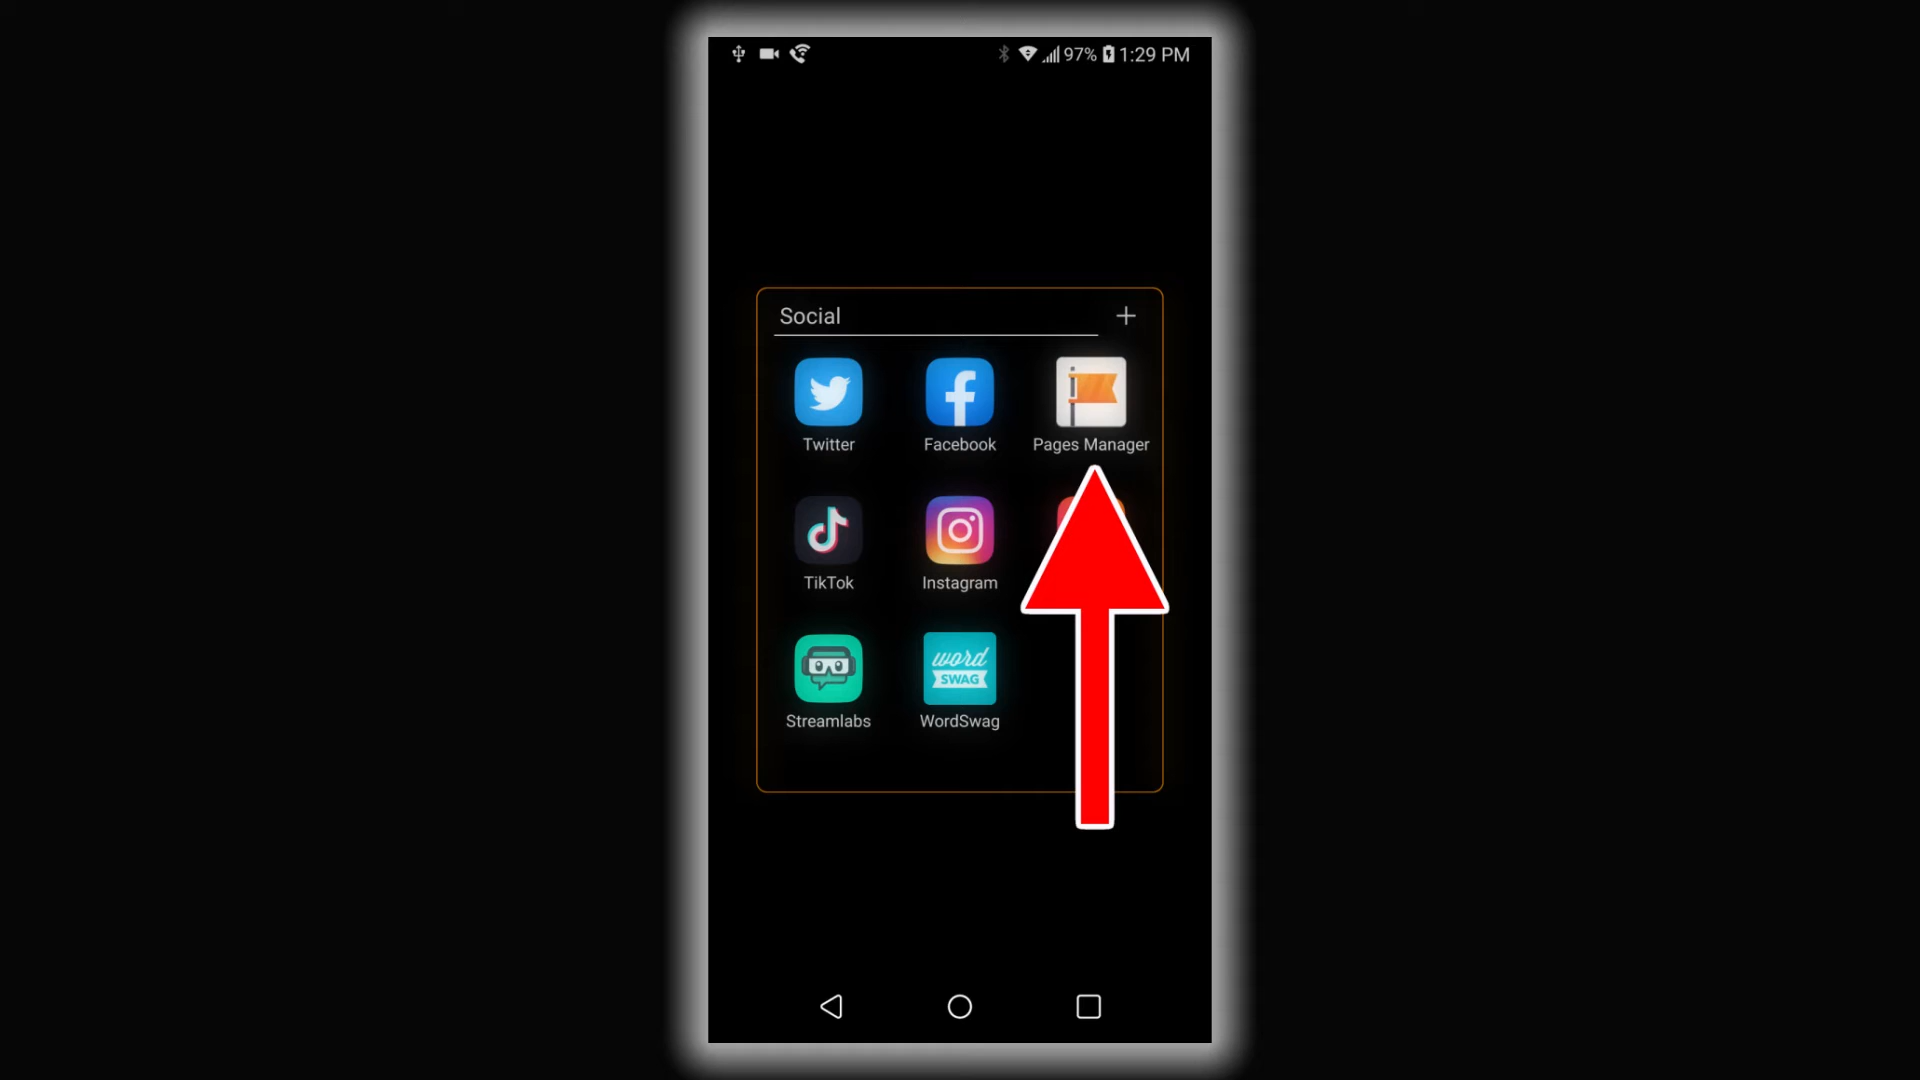 97% 1:29 PM
Social
Twitter Facebook Pages Manager
TikTok Instagram
word
SWAG
Streamlabs WordSwag